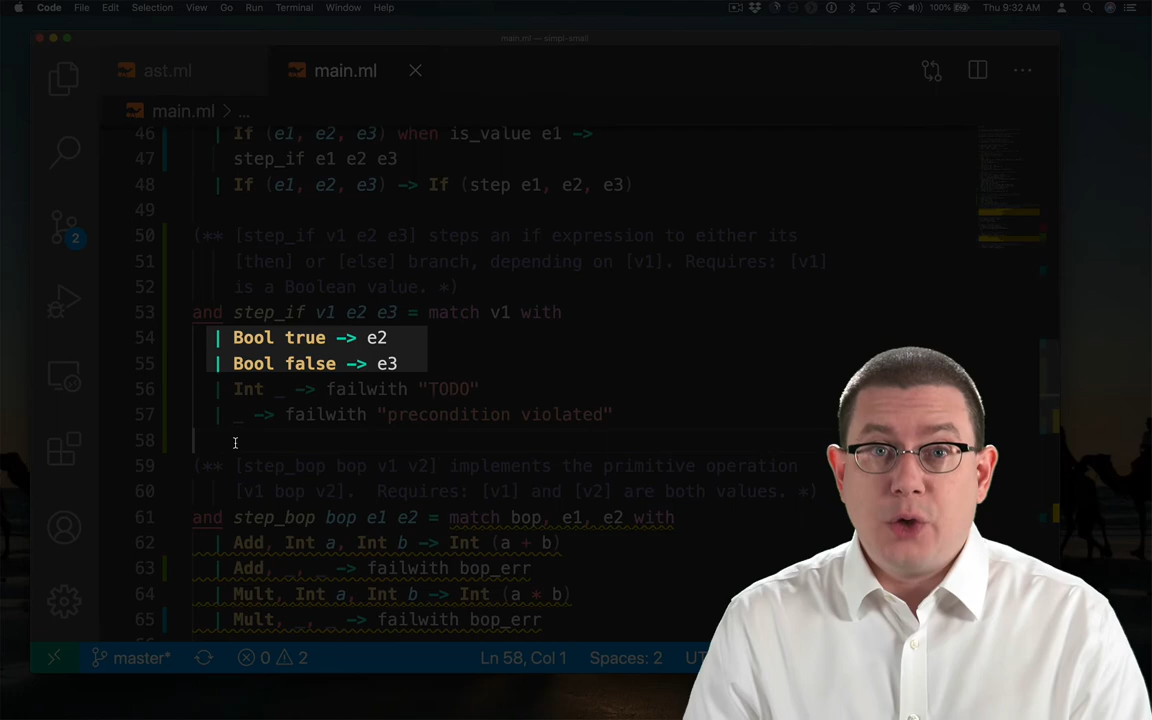 Code File Edit Selection View Go Run Terminal Window Help 100% Thu 9:32 AM
main.ml — simpl-small
ast.ml main.ml
main.ml > ...
46 | If (e1, e2, e3) when is_value e1 ->
47 step_if e1 e2 e3
48 | If (e1, e2, e3) -> If (step e1, e2, e3)
49
50 (** [step_if v1 e2 e3] steps an if expression to either its
51 [then] or [else] branch, depending on [v1]. Requires: [v1]
52 is a Boolean value. *)
53 and step_if v1 e2 e3 = match v1 with
54 | Bool true -> e2
55 | Bool false -> e3
56 | Int _ -> failwith "TODO"
57 | _ -> failwith "precondition violated"
58
59 (** [step_bop bop v1 v2] implements the primitive operation
60 [v1 bop v2].  Requires: [v1] and [v2] are both values. *)
61 and step_bop bop e1 e2 = match bop, e1, e2 with
62 | Add, Int a, Int b -> Int (a + b)
63 | Add, _, _ -> failwith bop_err
64 | Mult, Int a, Int b -> Int (a * b)
65 | Mult, _, _ -> failwith bop_err
2
master* 0 2 Ln 58, Col 1 Spaces: 2